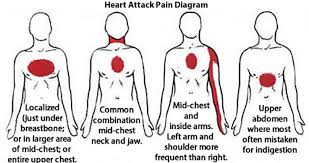 Heart Attack Pain Diagram
Localized
(just under
breastbone;
or in larger area
of mid-chest; or
entire upper chest.
Common
combination
mid-chest
neck and jaw.
Mid-chest
and inside arms.
Left arm and
shoulder more
frequent than right.
Upper
abdomen
where most
often mistaken
for indigestion